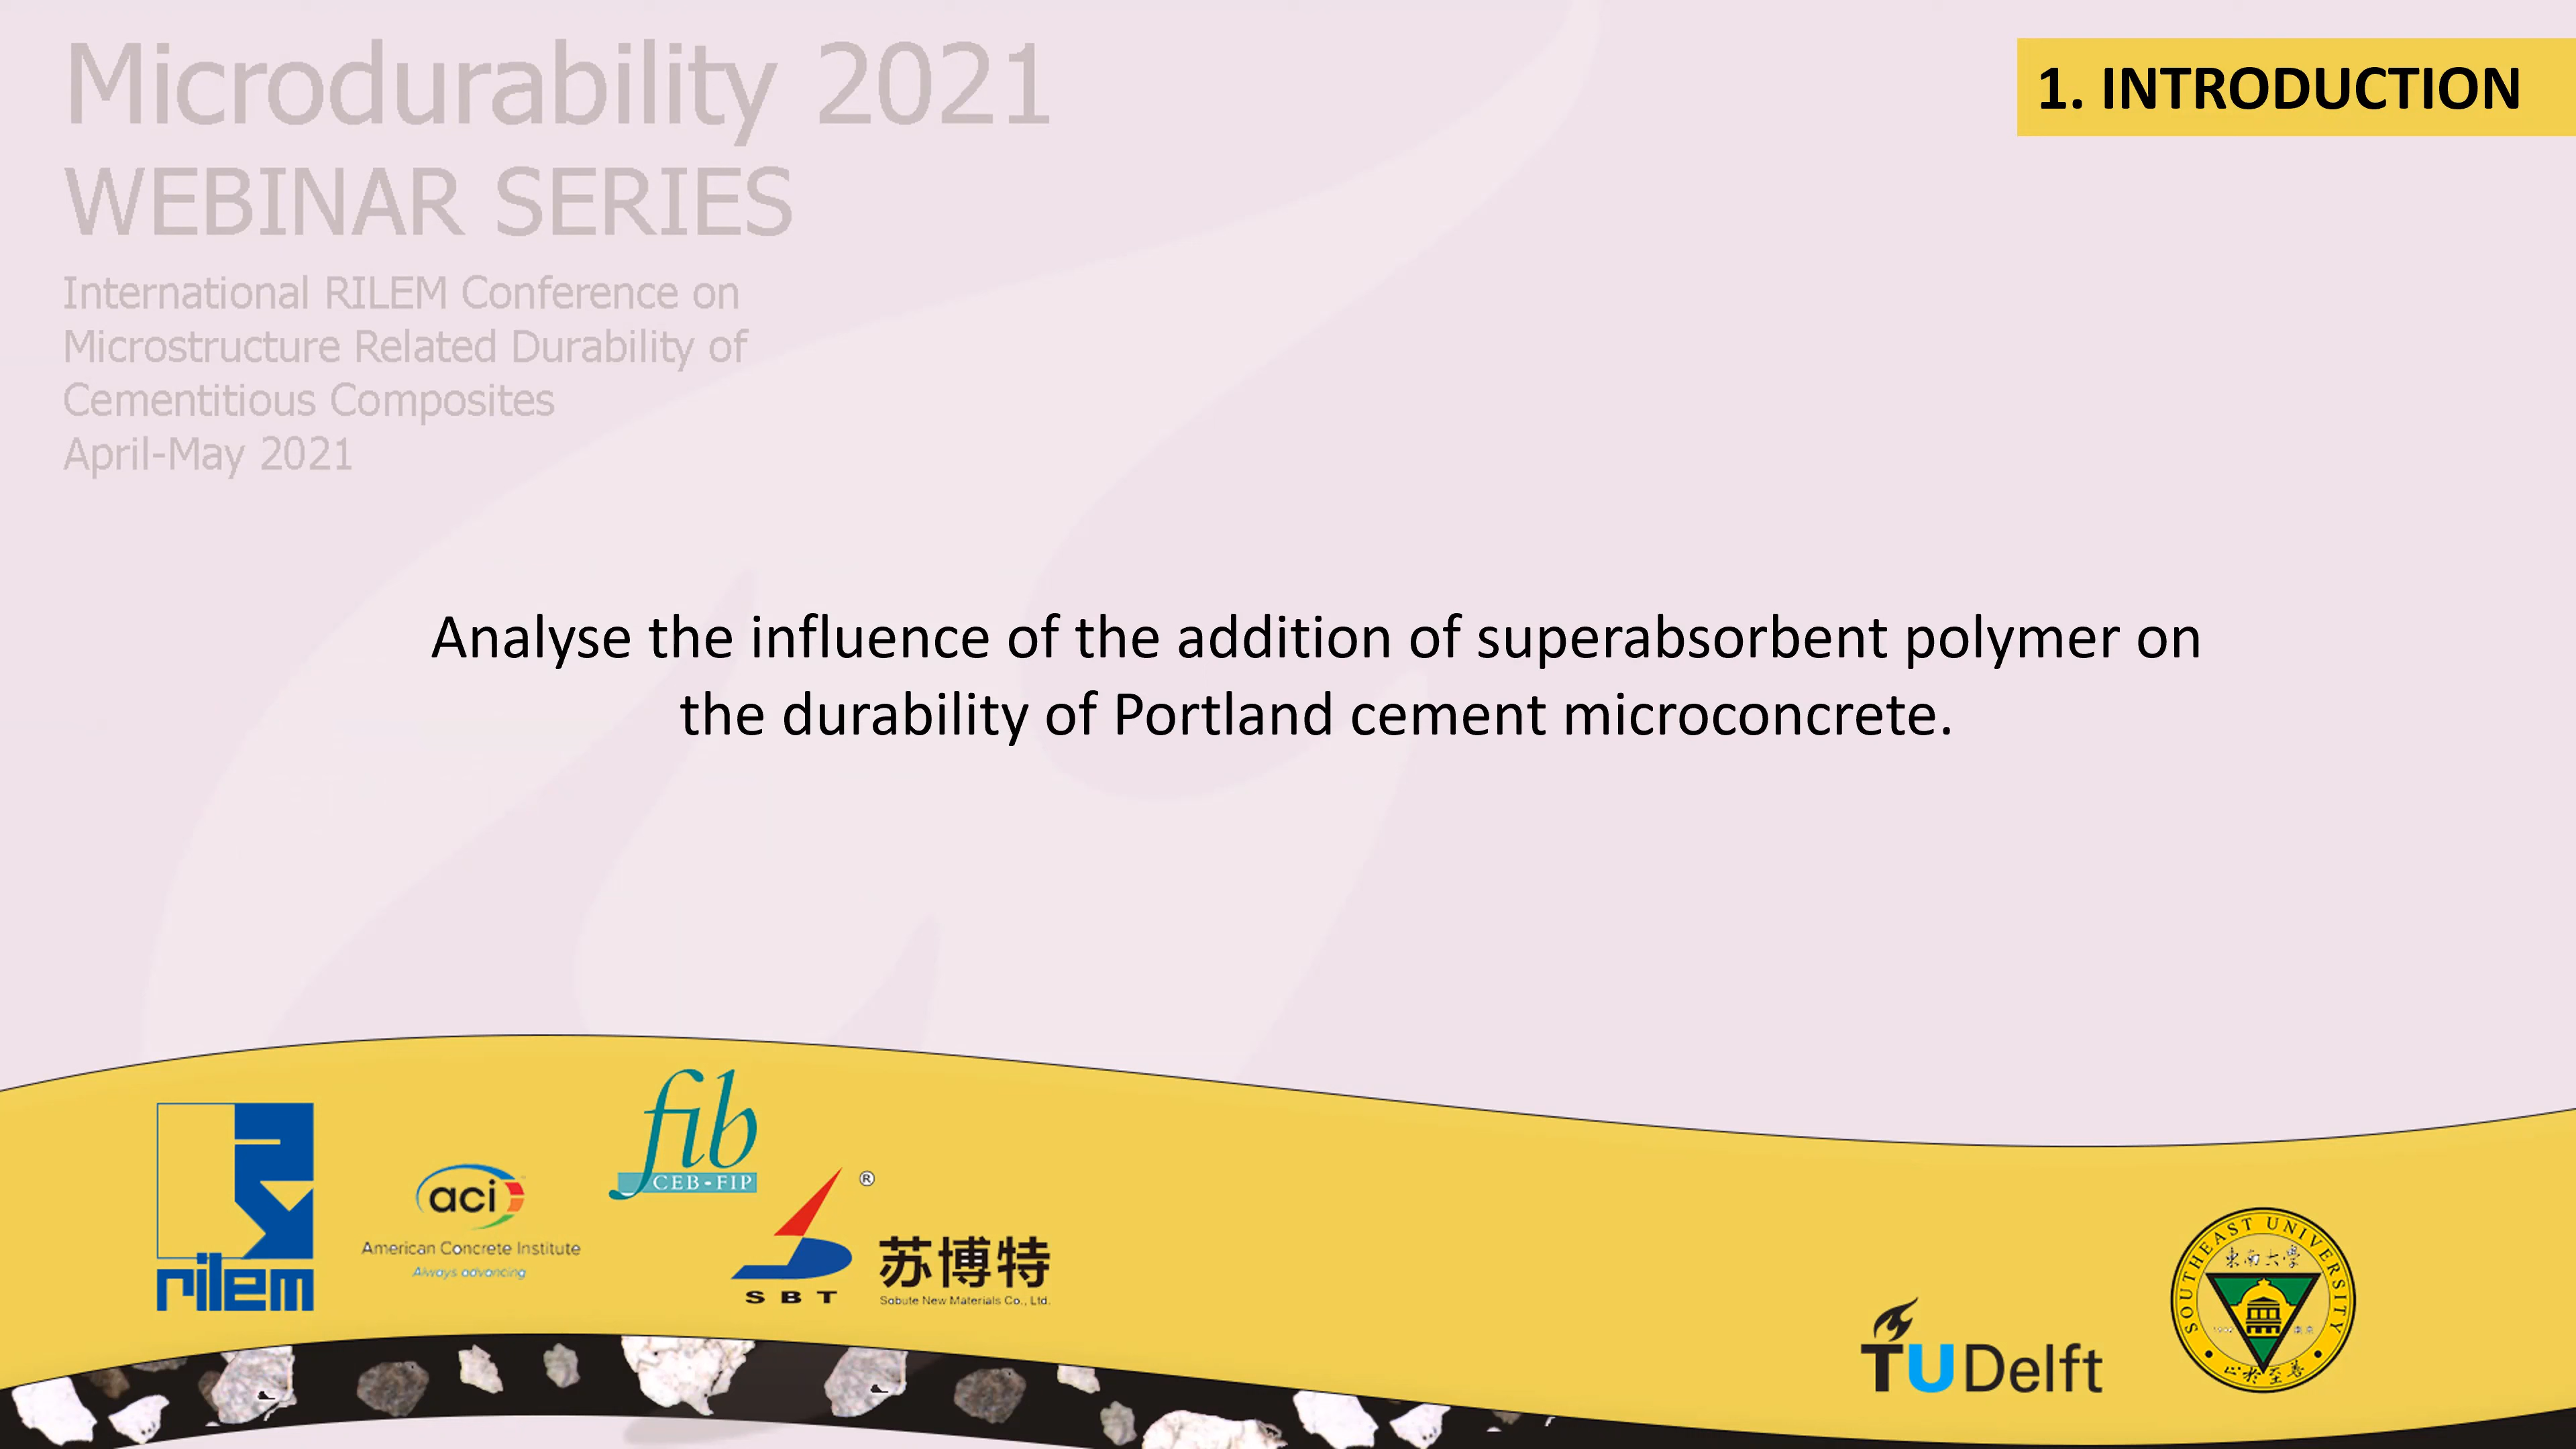 Microdurability 2021
WEBINAR SERIES
International RILEM Conference on
Microstructure Related Durability of
Cementitious Composites
April-May 2021
1. INTRODUCTION
Analyse the influence of the addition of superabsorbent polymer on
the durability of Portland cement microconcrete.
rilem
aci
American Concrete Institute
Always advancing
fib
CEB-FIP
®
SBT
苏博特
Sobute New Materials Co., Ltd.
TUDelft
SOUTHEAST UNIVERSITY
東南大學